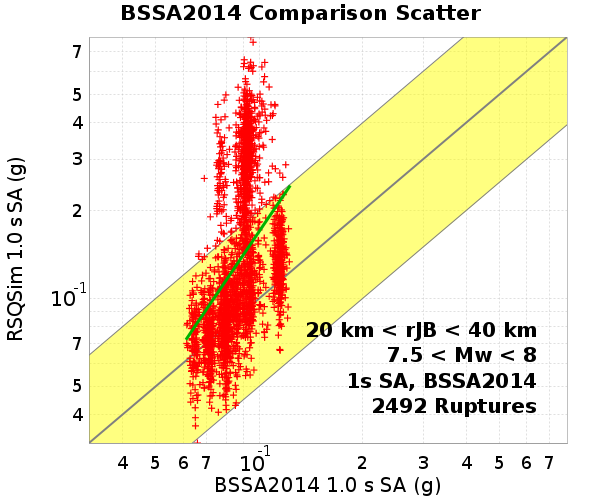 BSSA2014 Comparison Scatter
RSQSim 1.0 s SA (g)
7
5
4
3
2
10-1
7
5
4
20 km < rJB < 40 km
7.5 < Mw < 8
1s SA, BSSA2014
2492 Ruptures
4 5 6 7 10-1 2 3 4 5 6 7
BSSA2014 1.0 s SA (g)